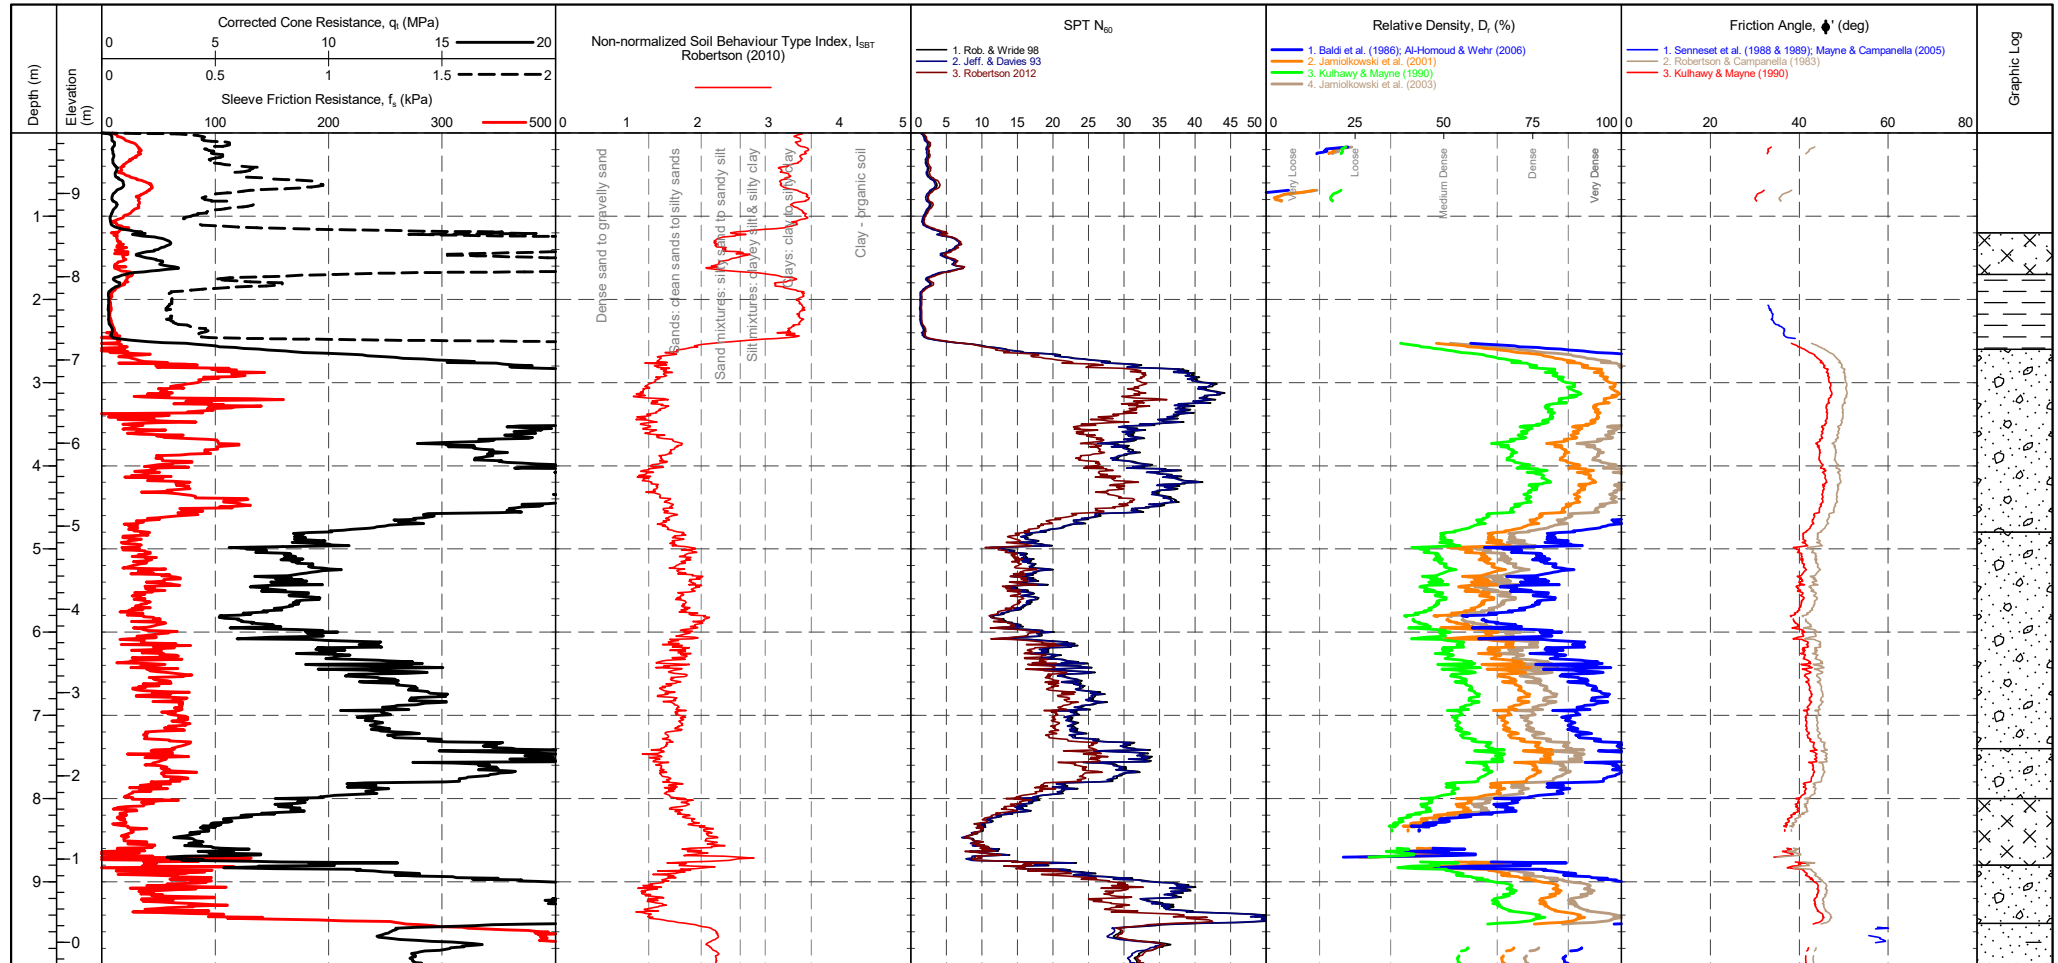 Depth (m)
Elevation (m)
Corrected Cone Resistance, qt (MPa)
0 5 10 15 20
0 0.5 1 1.5 2
Sleeve Friction Resistance, fs (kPa)
0 100 200 300 500
Non-normalized Soil Behaviour Type Index, ISBT
Robertson (2010)
0 1 2 3 4 5
SPT N60
1. Rob. & Wride 98
2. Jeff. & Davies 93
3. Robertson 2012
0 5 10 15 20 25 30 35 40 45 50
Relative Density, Dr (%)
1. Baldi et al. (1986); Al-Homoud & Wehr (2006)
2. Jamiolkowski et al. (2001)
3. Kulhawy & Mayne (1990)
4. Jamiolkowski et al. (2003)
0 25 50 75 100
Friction Angle, ϕ' (deg)
1. Senneset et al. (1988 & 1989); Mayne & Campanella (2005)
2. Robertson & Campanella (1983)
3. Kulhawy & Mayne (1990)
0 20 40 60 80
Graphic Log
Dense sand to gravelly sand
Sands: clean sands to silty sands
Sand mixtures: silty sand to sandy silt
Silt mixtures: clayey silt & silty clay
Clays: clay to silty clay
Clay - organic soil
Very Loose
Loose
Medium Dense
Dense
Very Dense
9
1
8
2
7
3
6
4
5
5
4
6
3
7
2
8
1
9
0